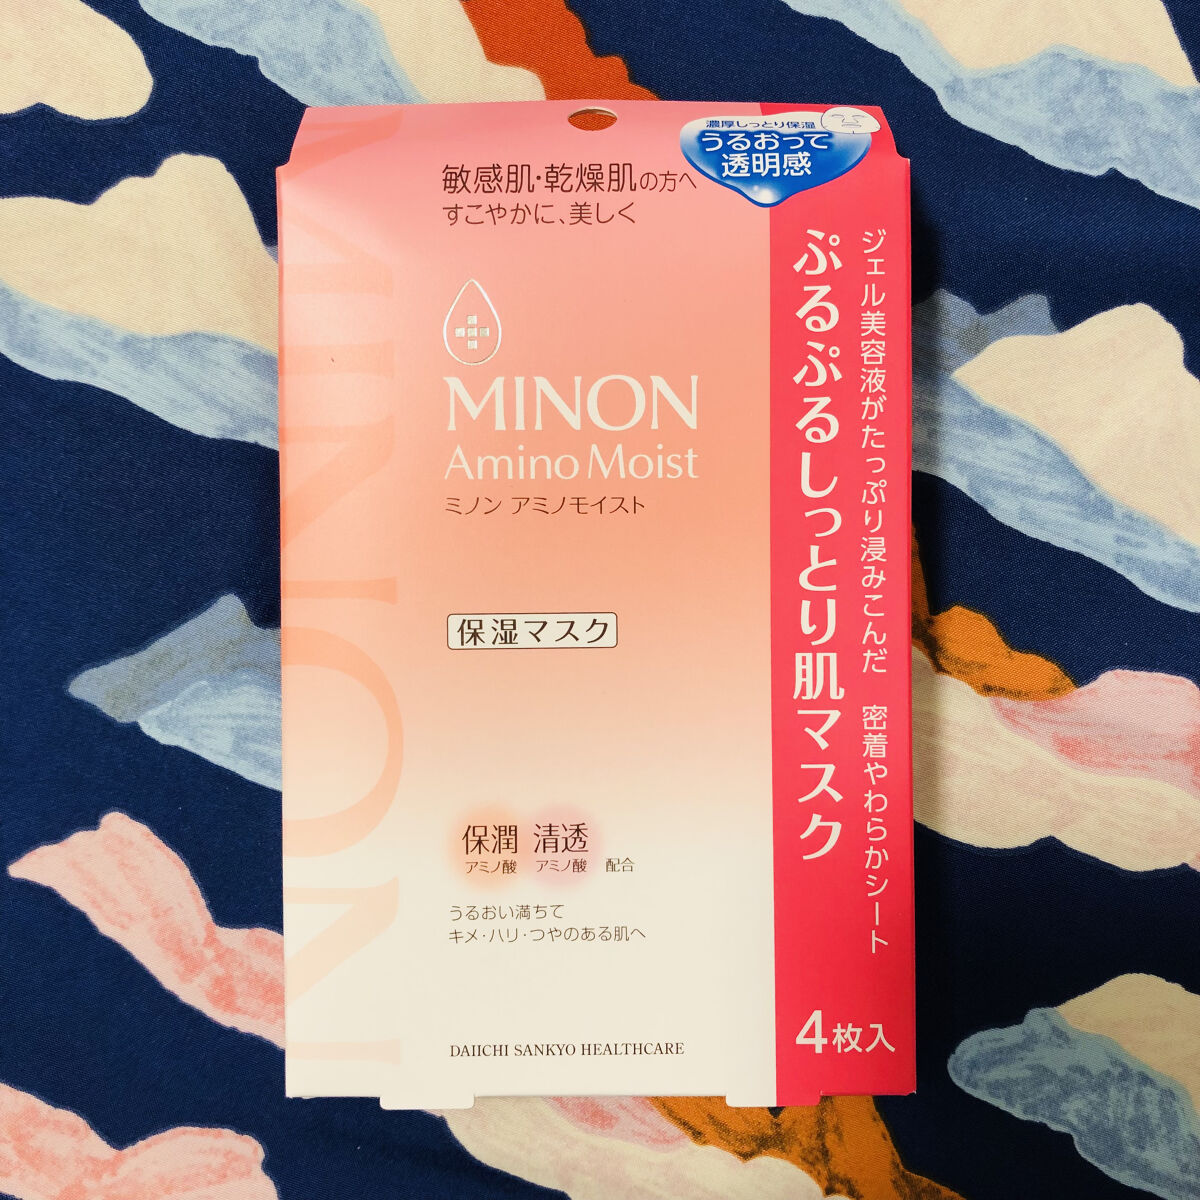 濃厚しっとり保湿
うるおって
透明感
敏感肌・乾燥肌の方へ
すこやかに、美しく
MINON
Amino Moist
ミノン アミノモイスト
保湿マスク
保潤 清透
アミノ酸 アミノ酸 配合
うるおい満ちて
キメ・ハリ・つやのある肌へ
DAIICHI SANKYO HEALTHCARE
ジェル美容液がたっぷり浸みこんだ 密着やわらかシート
ぷるぷるしっとり肌マスク
4枚入
MINON